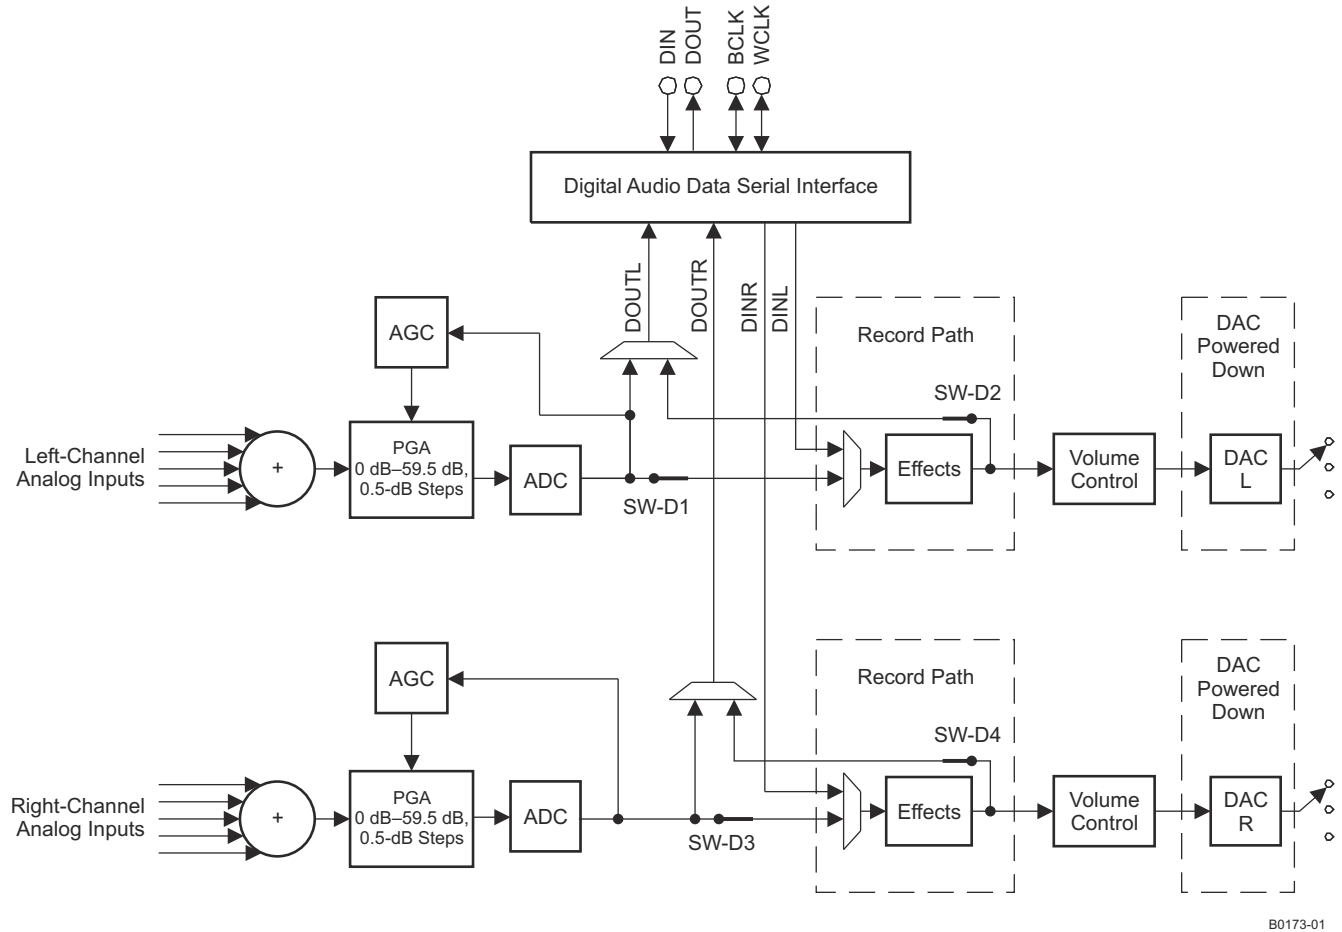 DIN
DOUT
BCLK
WCLK
Digital Audio Data Serial Interface
DOUTL
DOUTR
DINR
DINL
AGC
Record Path
DAC
Powered
Down
SW-D2
Left-Channel
Analog Inputs
+
PGA
0 dB–59.5 dB,
0.5-dB Steps
ADC
SW-D1
Effects
Volume
Control
DAC
L
AGC
Record Path
DAC
Powered
Down
SW-D4
Right-Channel
Analog Inputs
+
PGA
0 dB–59.5 dB,
0.5-dB Steps
ADC
SW-D3
Effects
Volume
Control
DAC
R
B0173-01